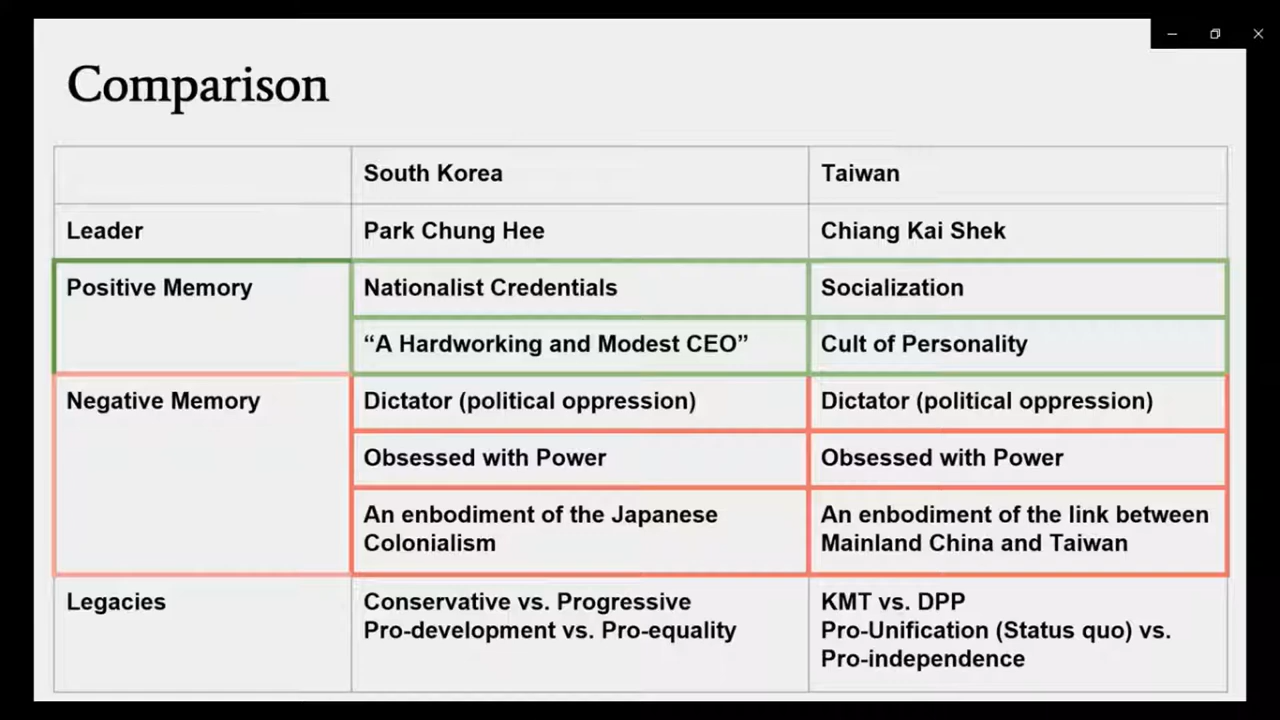 Comparison
South Korea
Taiwan
Leader
Park Chung Hee
Chiang Kai Shek
Positive Memory
Nationalist Credentials
Socialization
“A Hardworking and Modest CEO”
Cult of Personality
Negative Memory
Dictator (political oppression)
Dictator (political oppression)
Obsessed with Power
Obsessed with Power
An enbodiment of the Japanese
Colonialism
An enbodiment of the link between
Mainland China and Taiwan
Legacies
Conservative vs. Progressive
Pro-development vs. Pro-equality
KMT vs. DPP
Pro-Unification (Status quo) vs.
Pro-independence